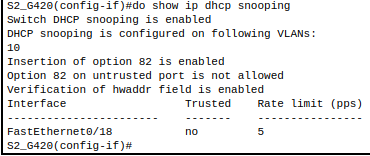 S2_G420(config-if)#do show ip dhcp snooping
Switch DHCP snooping is enabled
DHCP snooping is configured on following VLANs:
10
Insertion of option 82 is enabled
Option 82 on untrusted port is not allowed
Verification of hwaddr field is enabled
Interface                  Trusted    Rate limit (pps)
-----------------------    -------    ----------------
FastEthernet0/18           no         5
S2_G420(config-if)#